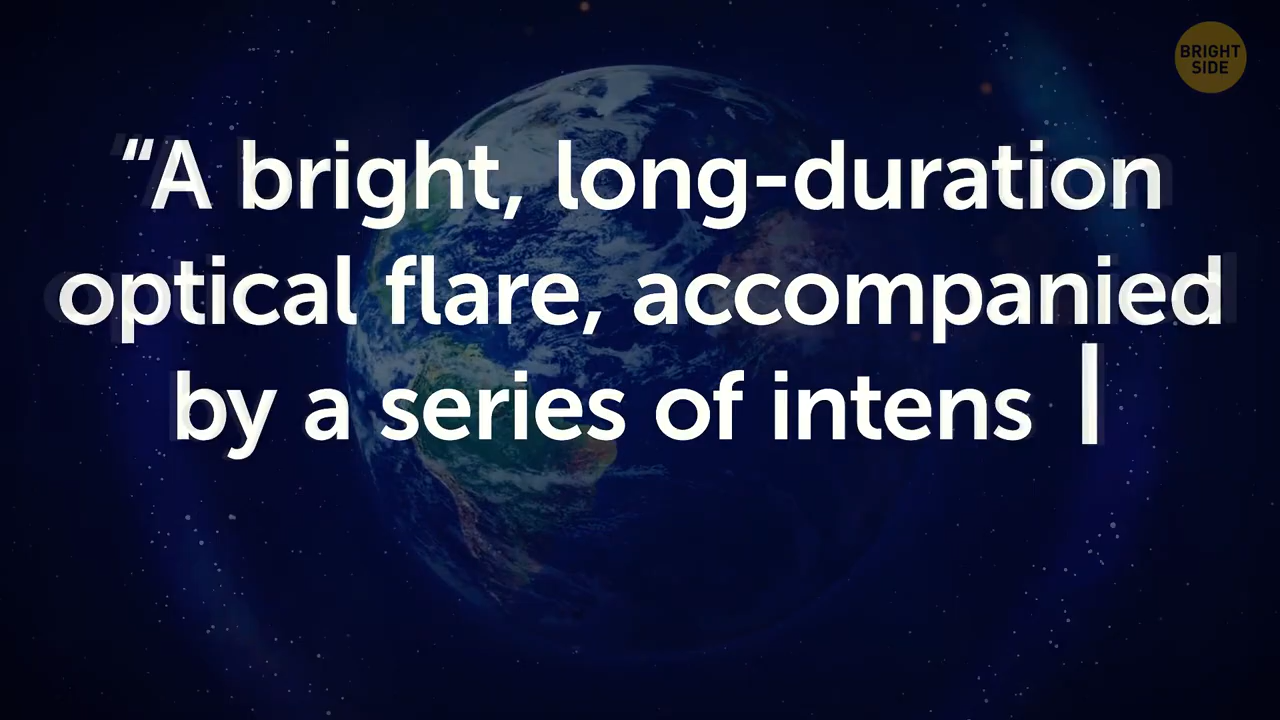 BRIGHT
SIDE
“A bright, long-duration
optical flare, accompanied
by a series of intens